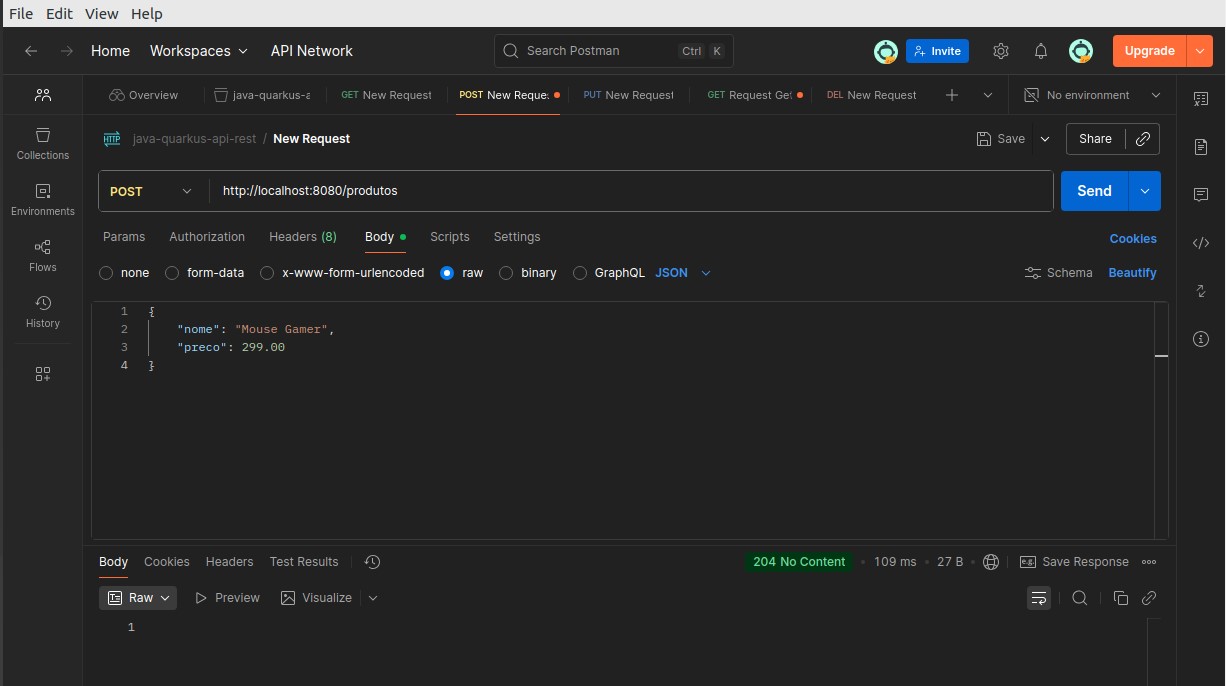 File Edit View Help
Home Workspaces API Network Search Postman Ctrl K Invite Upgrade
Overview java-quarkus-a GET New Request POST New Reque: PUT New Request GET Request Get DEL New Request No environment
HTTP java-quarkus-api-rest / New Request Save Share
Collections
Environments
Flows
History
POST http://localhost:8080/produtos Send
Params Authorization Headers (8) Body Scripts Settings Cookies
none form-data x-www-form-urlencoded raw binary GraphQL JSON Schema Beautify
1 {
2 "nome": "Mouse Gamer",
3 "preco": 299.00
4 }
Body Cookies Headers Test Results 204 No Content • 109 ms • 27 B e.g. Save Response
Raw Preview Visualize
1